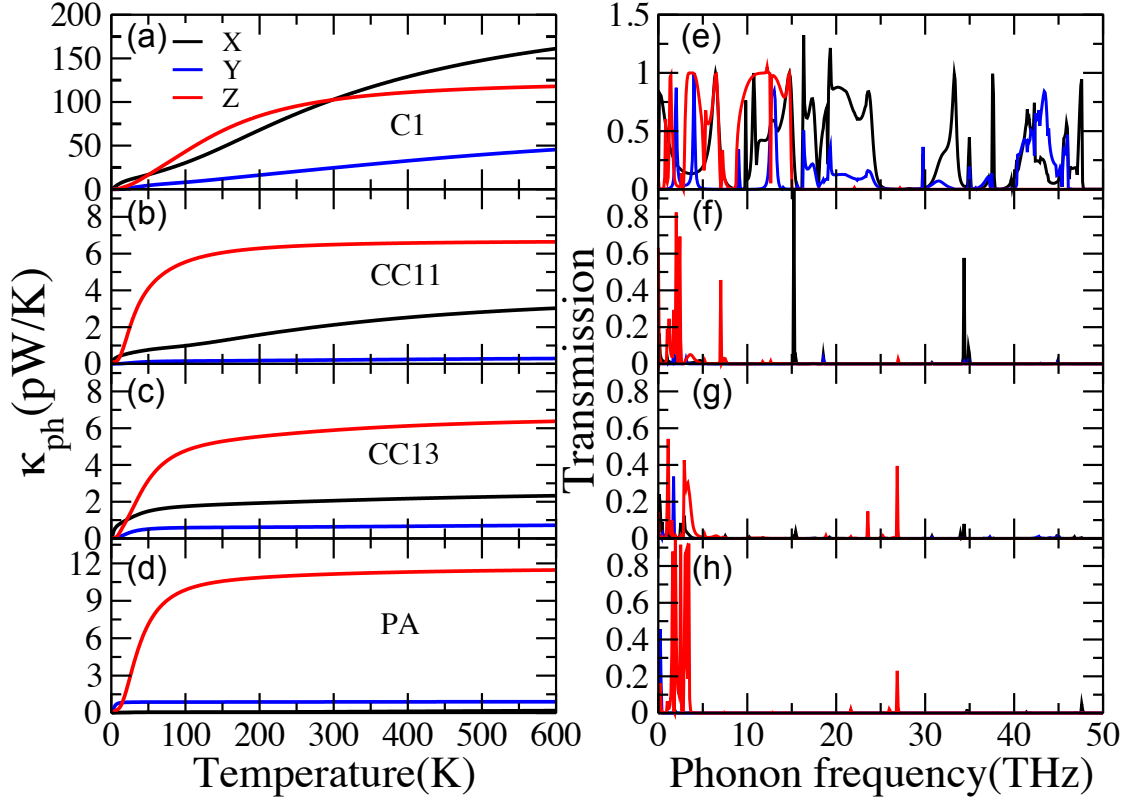 200
150
100
50
0
(a)
X
Y
Z
C1
8
6
4
2
0
(b)
CC11
8
6
4
2
0
(c)
CC13
12
9
6
3
0
(d)
PA
0 100 200 300 400 500 600
Temperature(K)
κph(pW/K)
1.5
1
0.5
0
(e)
0.8
0.6
0.4
0.2
0
(f)
0.8
0.6
0.4
0.2
0
(g)
0.8
0.6
0.4
0.2
0
(h)
0 10 20 30 40 50
Phonon frequency(THz)
Transmission